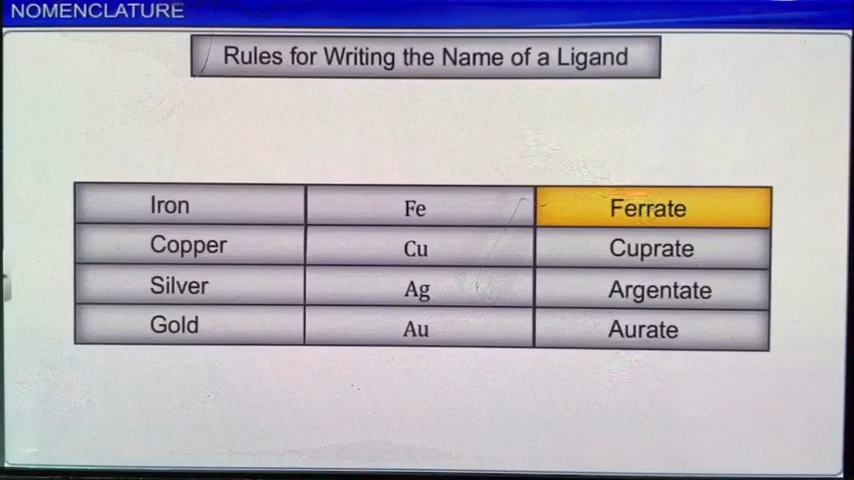 NOMENCLATURE
Rules for Writing the Name of a Ligand
Iron Fe Ferrate
Copper Cu Cuprate
Silver Ag Argentate
Gold Au Aurate